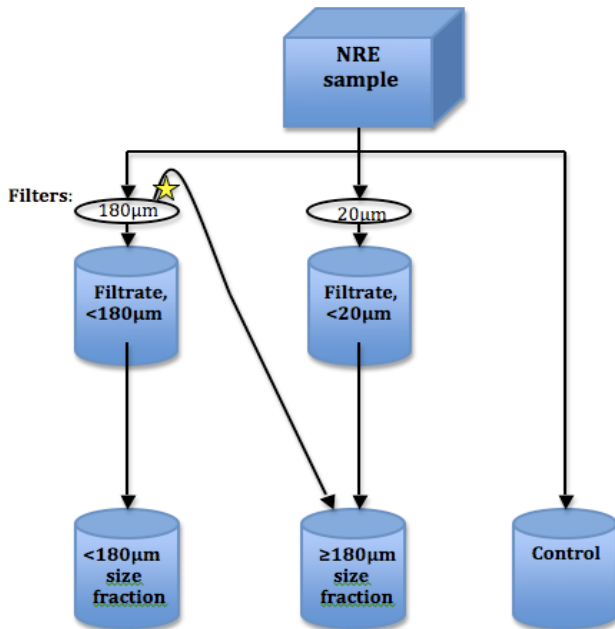 NRE
sample
Filters:
180µm
20µm
Filtrate,
<180µm
Filtrate,
<20µm
<180µm
size
fraction
≥180µm
size
fraction
Control